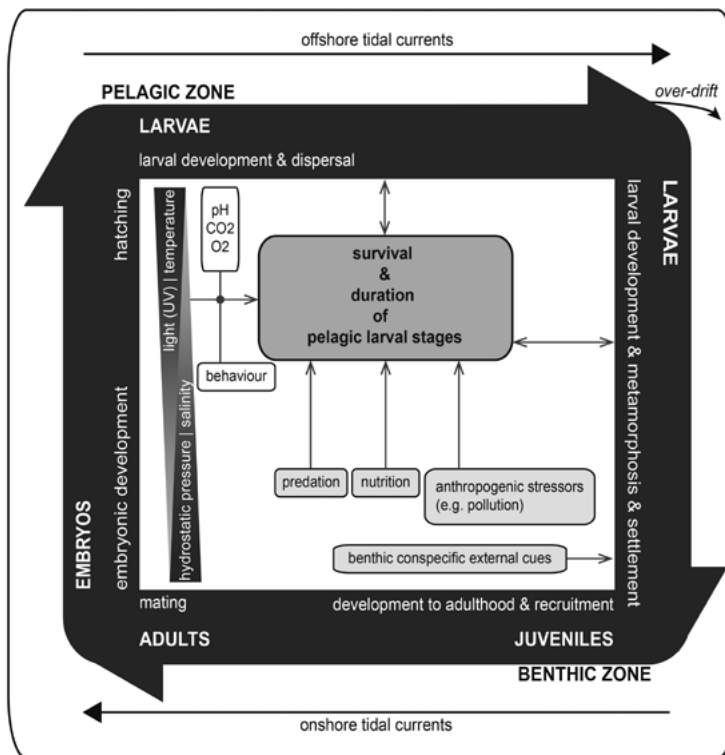 offshore tidal currents
PELAGIC ZONE
over-drift
LARVAE
larval development & dispersal
hatching
embryonic development
EMBRYOS
light (UV) | temperature
hydrostatic pressure | salinity
pH
CO2
O2
behaviour
survival
&
duration
of
pelagic larval stages
predation
nutrition
anthropogenic stressors
(e.g. pollution)
benthic conspecific external cues
LARVAE
larval development & metamorphosis & settlement
mating
development to adulthood & recruitment
ADULTS
JUVENILES
BENTHIC ZONE
onshore tidal currents